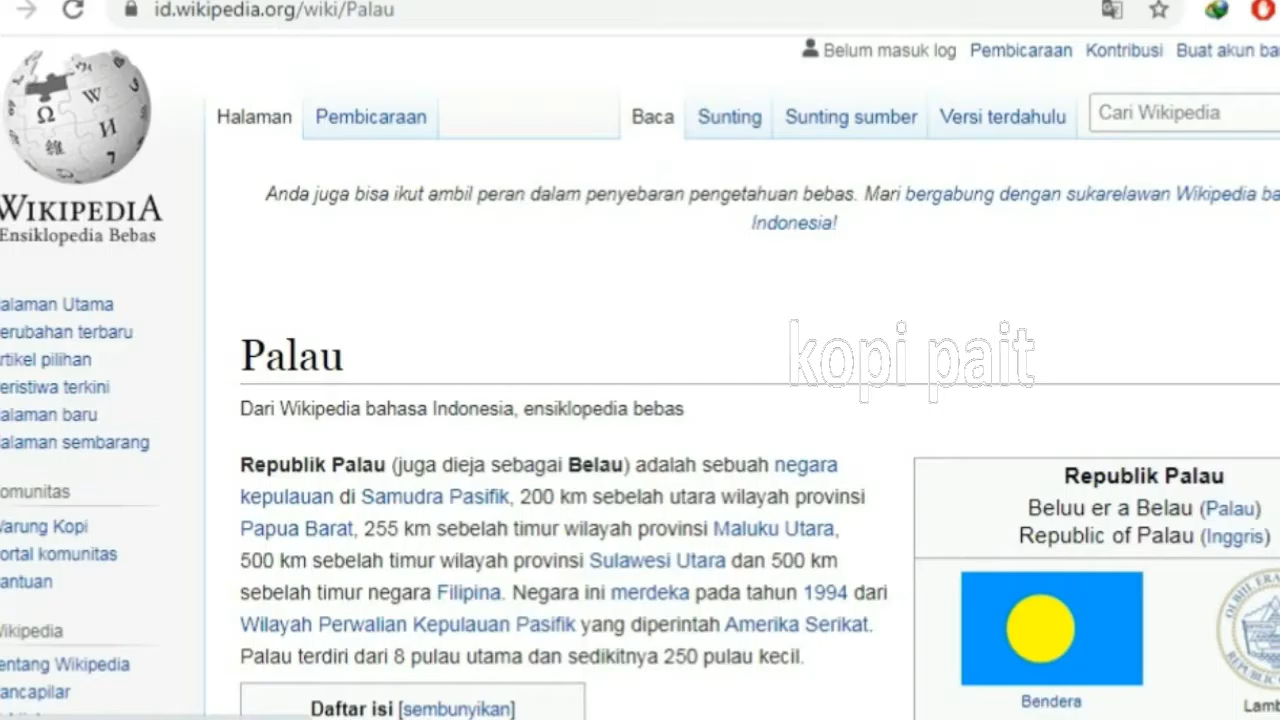 id.wikipedia.org/wiki/Palau
Belum masuk log Pembicaraan Kontribusi Buat akun
Halaman Pembicaraan Baca Sunting Sunting sumber Versi terdahulu Cari Wikipedia
Anda juga bisa ikut ambil peran dalam penyebaran pengetahuan bebas. Mari bergabung dengan sukarelawan Wikipedia
Indonesia!
WIKIPEDIA
Ensiklopedia Bebas
alaman Utama
erubahan terbaru
rtikel pilihan
eristiwa terkini
alaman baru
alaman sembarang
omunitas
Warung Kopi
ortal komunitas
antuan
Wikipedia
entang Wikipedia
ancapilar
Palau
kopi pait
Dari Wikipedia bahasa Indonesia, ensiklopedia bebas
Republik Palau (juga dieja sebagai Belau) adalah sebuah negara
kepulauan di Samudra Pasifik, 200 km sebelah utara wilayah provinsi
Papua Barat, 255 km sebelah timur wilayah provinsi Maluku Utara,
500 km sebelah timur wilayah provinsi Sulawesi Utara dan 500 km
sebelah timur negara Filipina. Negara ini merdeka pada tahun 1994 dari
Wilayah Perwalian Kepulauan Pasifik yang diperintah Amerika Serikat.
Palau terdiri dari 8 pulau utama dan sedikitnya 250 pulau kecil.
Daftar isi [sembunyikan]
Republik Palau
Beluu er a Belau (Palau)
Republic of Palau (Inggris)
Bendera
Lamb